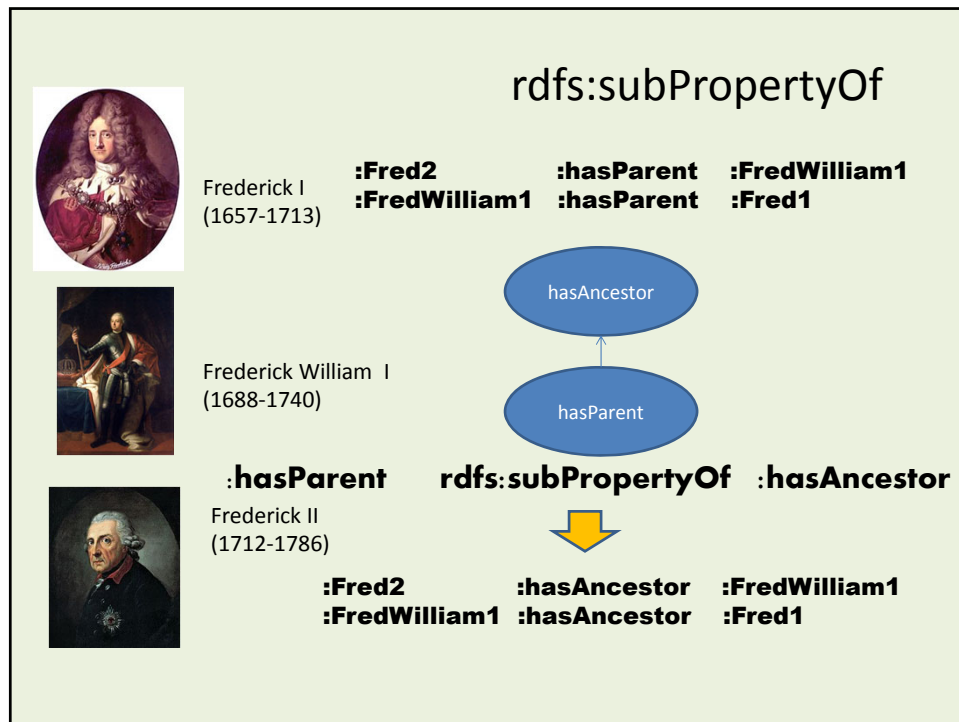 rdfs:subPropertyOf
:Fred2 :hasParent :FredWilliam1
:FredWilliam1 :hasParent :Fred1
Frederick I
(1657-1713)
hasAncestor
Frederick William I
(1688-1740)
hasParent
:hasParent rdfs:subPropertyOf :hasAncestor
Frederick II
(1712-1786)
:Fred2 :hasAncestor :FredWilliam1
:FredWilliam1 :hasAncestor :Fred1